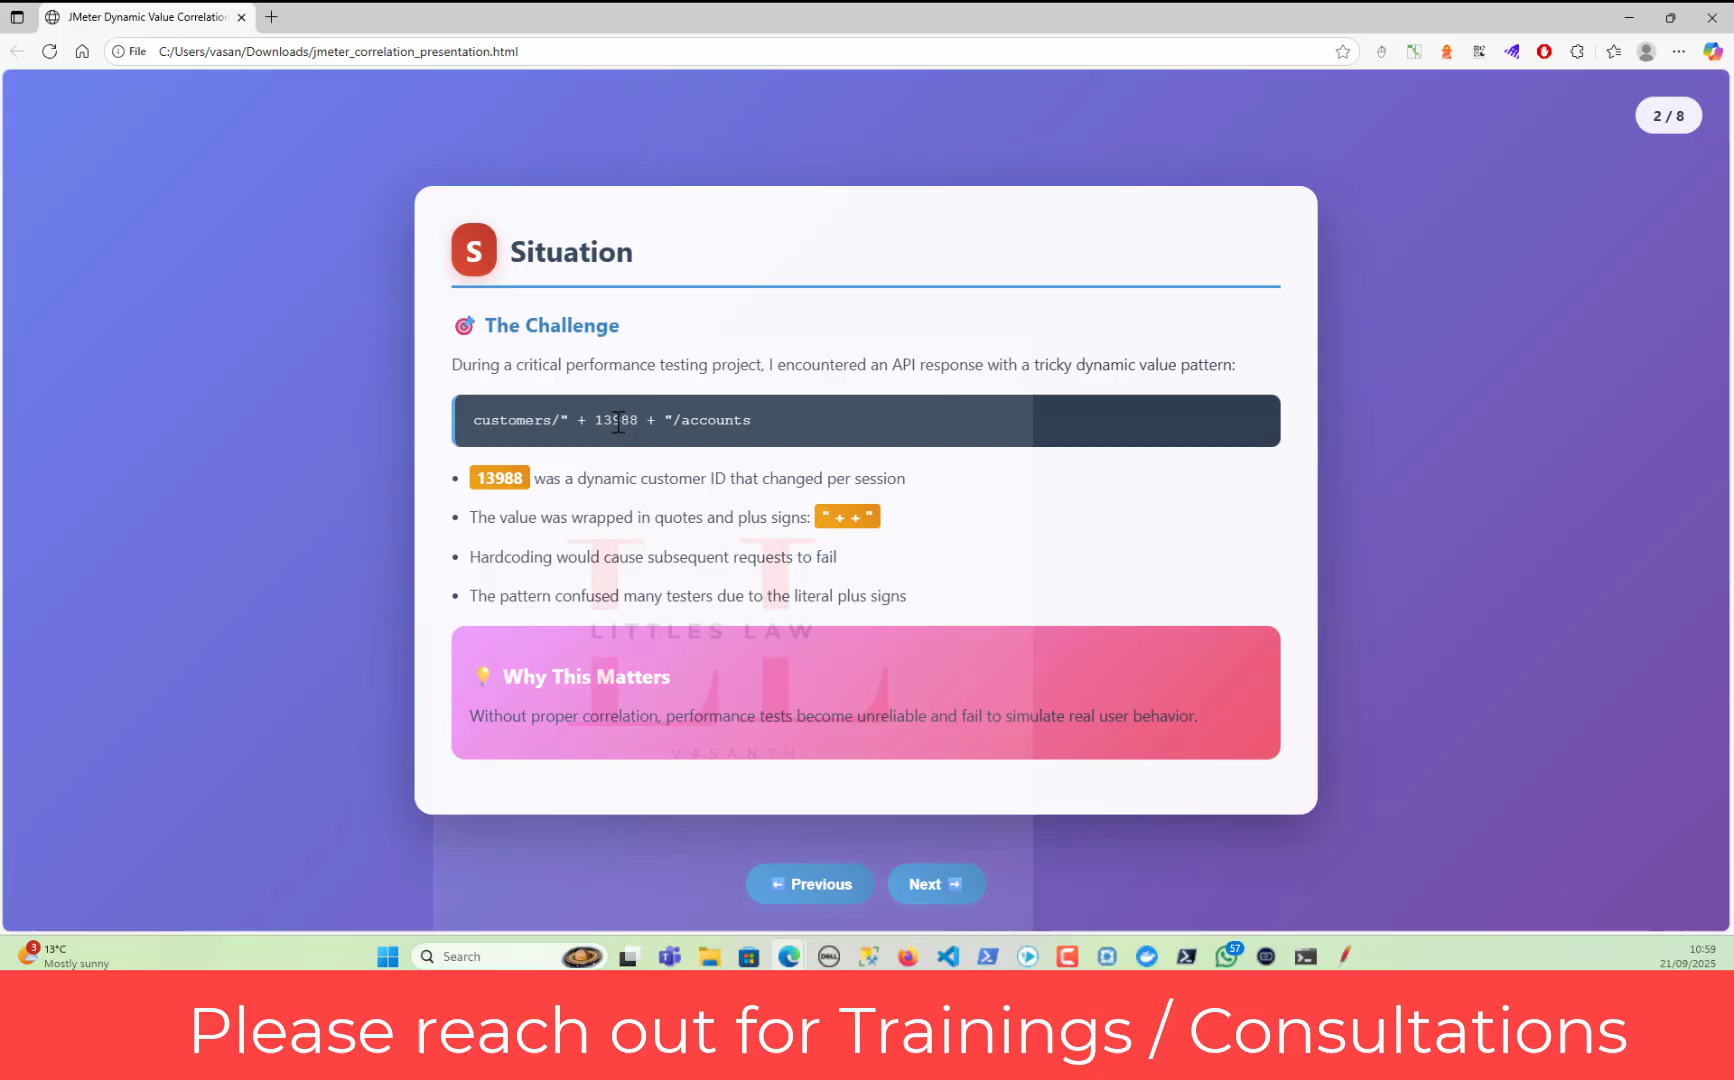 JMeter Dynamic Value Correlation
File
C:/Users/vasan/Downloads/jmeter_correlation_presentation.html
2 / 8
S
Situation
🎯 The Challenge
During a critical performance testing project, I encountered an API response with a tricky dynamic value pattern:
customers/" + 13988 + "/accounts
• 13988 was a dynamic customer ID that changed per session
• The value was wrapped in quotes and plus signs: " + + "
• Hardcoding would cause subsequent requests to fail
• The pattern confused many testers due to the literal plus signs
LITTLES LAW
💡 Why This Matters
Without proper correlation, performance tests become unreliable and fail to simulate real user behavior.
VASANTH
Previous
Next
3
13°C
Mostly sunny
Search
DELL
57
10:59
21/09/2025
Please reach out for Trainings / Consultations